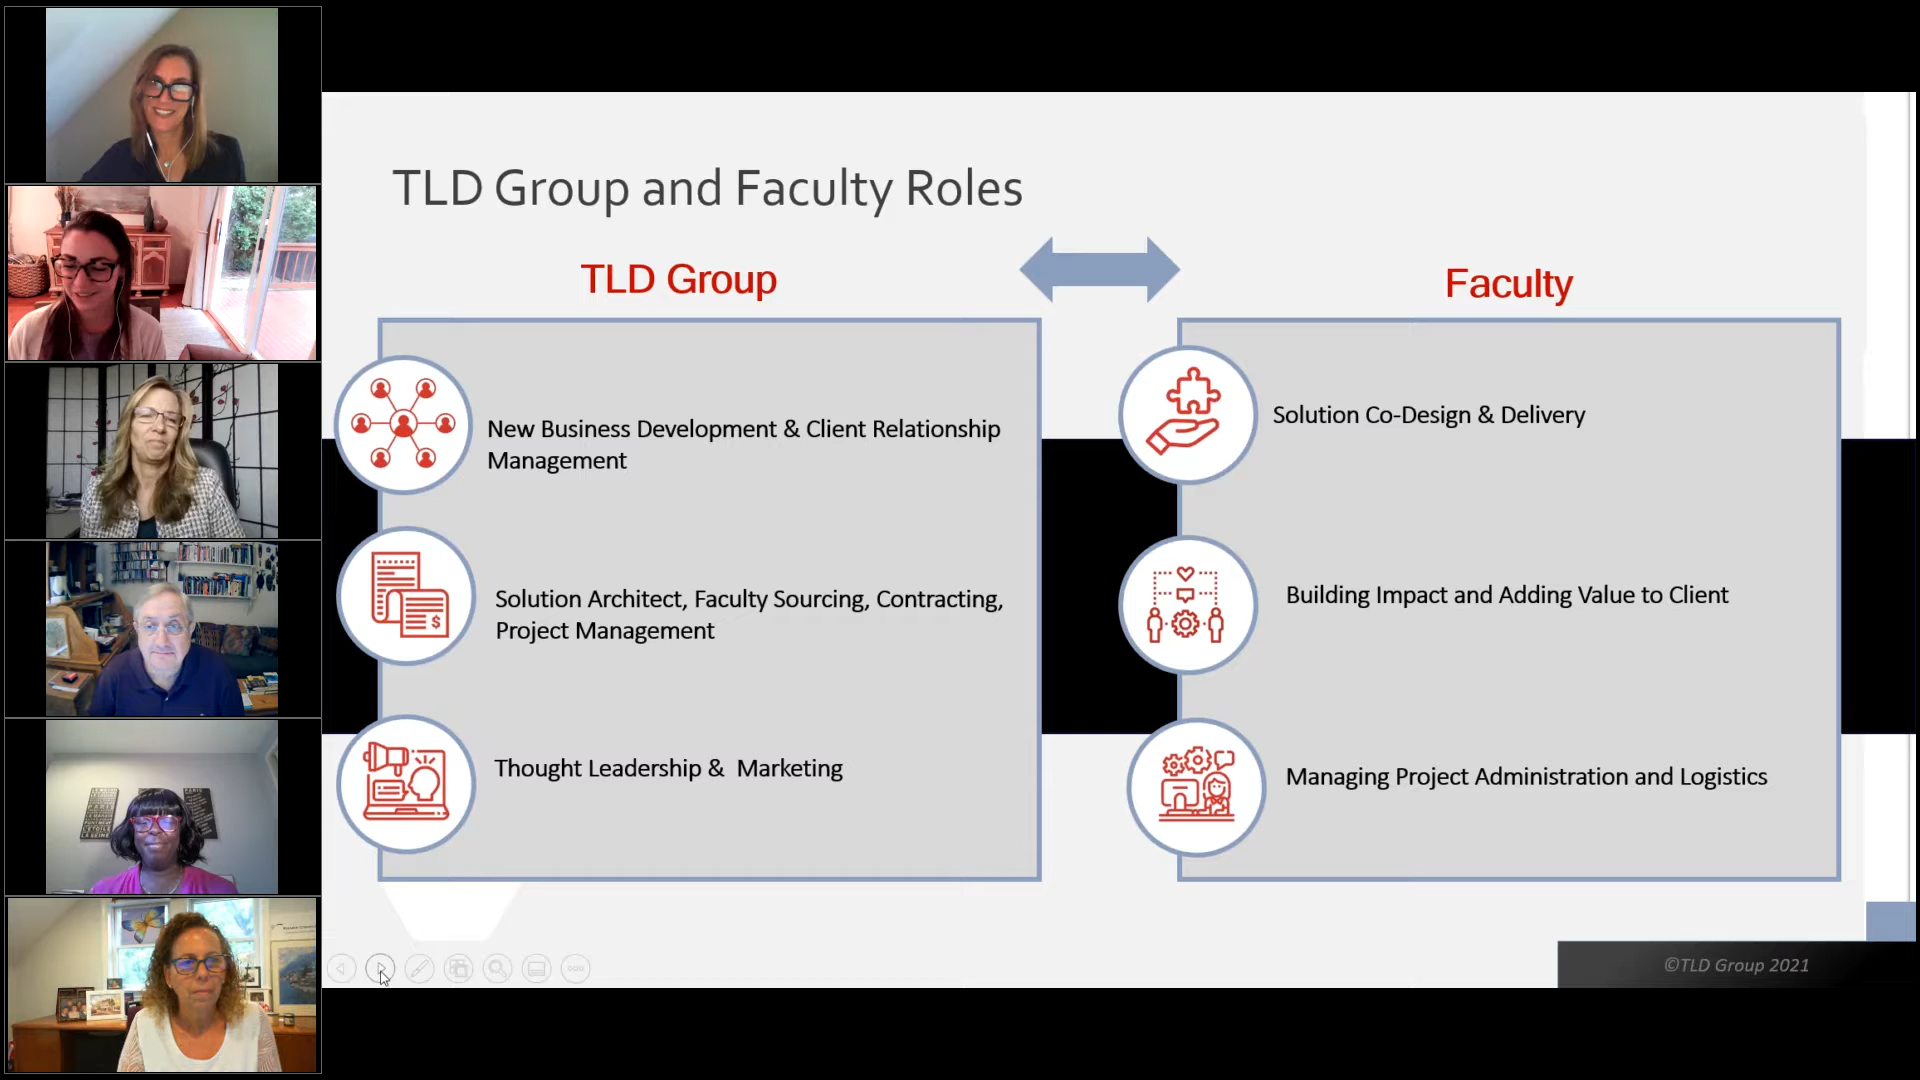 TLD Group and Faculty Roles
TLD Group
Faculty
New Business Development & Client Relationship
Management
Solution Architect, Faculty Sourcing, Contracting,
Project Management
$
Thought Leadership & Marketing
Solution Co-Design & Delivery
Building Impact and Adding Value to Client
Managing Project Administration and Logistics
©TLD Group 2021
PARIS